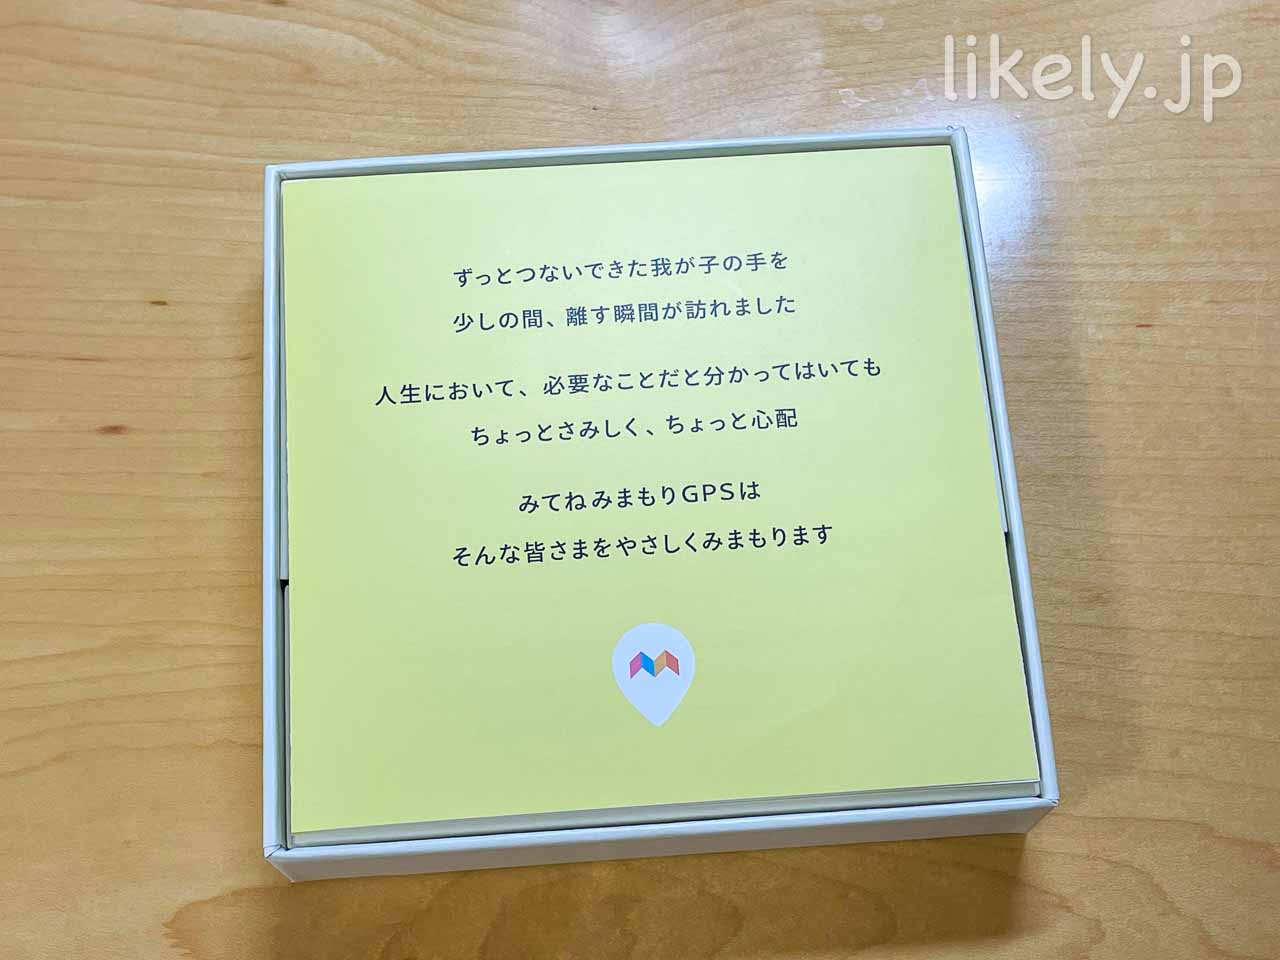 likely.jp
ずっとつないできた我が子の手を
少しの間、離す瞬間が訪れました
人生において、必要なことだと分かってはいても
ちょっとさみしく、ちょっと心配
みてねみまもりGPSは
そんな皆さまをやさしくみまもります